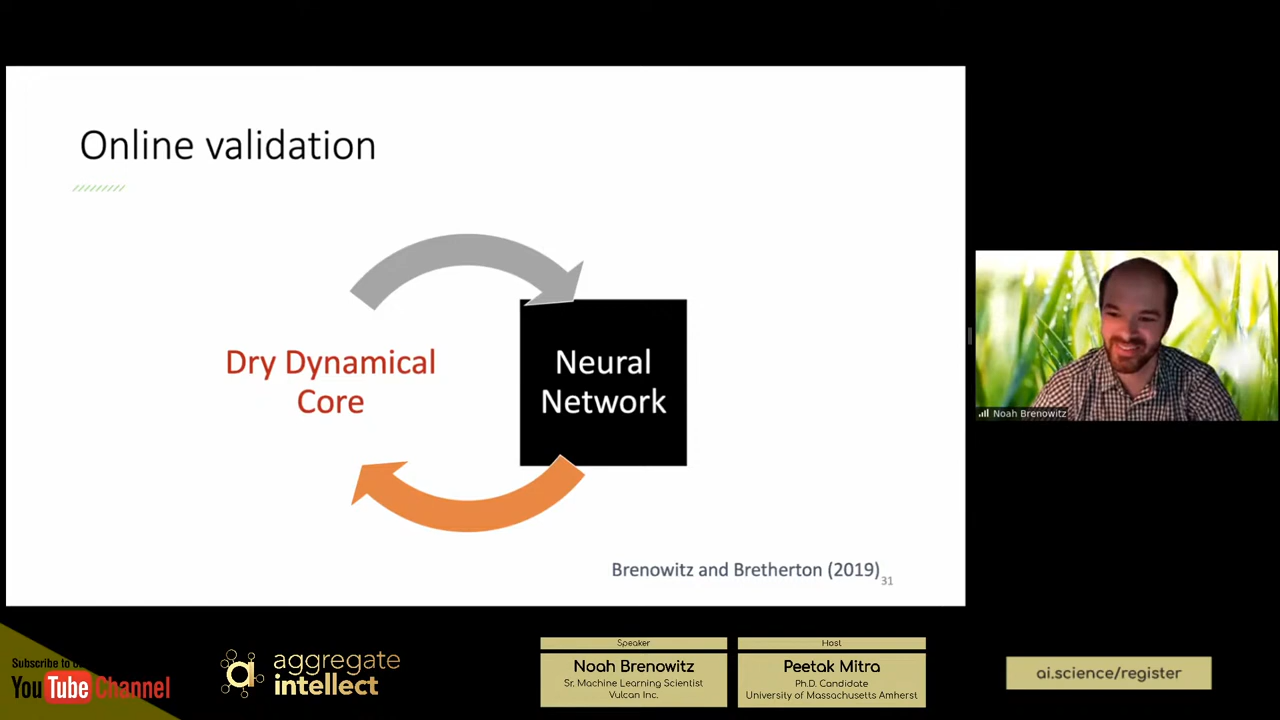 Online validation
Dry Dynamical
Core
Neural
Network
Brenowitz and Bretherton (2019)
31
Noah Brenowitz
Subscribe to
YouTube Channel
aggregate
intellect
Speaker
Noah Brenowitz
Sr. Machine Learning Scientist
Vulcan Inc.
Host
Peetak Mitra
Ph.D. Candidate
University of Massachusetts Amherst
ai.science/register